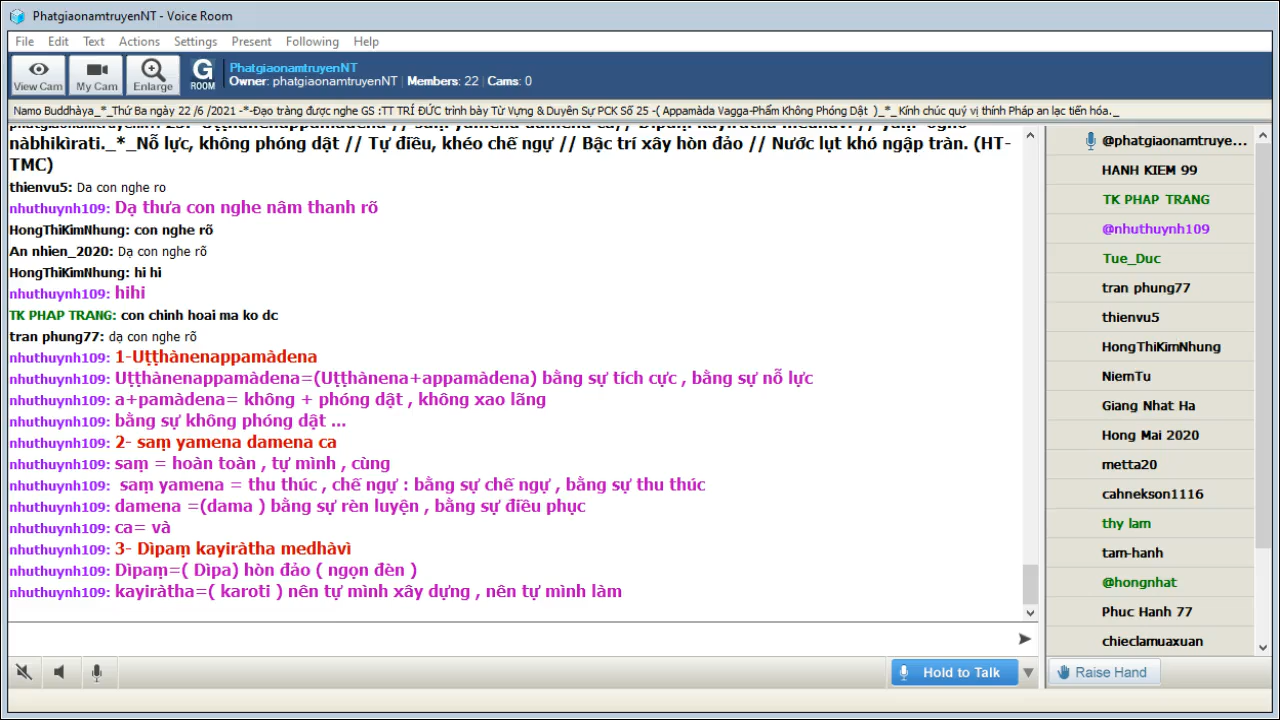 PhatgiaonamtruyenNT - Voice Room
File Edit Text Actions Settings Present Following Help
View Cam My Cam Enlarge G ROOM
PhatgiaonamtruyenNT
Owner: phatgiaonamtruyenNT | Members: 22 | Cams: 0
Namo Buddhàya_*_Thứ Ba ngày 22 /6 /2021 -*-Đạo tràng được nghe GS :TT TRÍ ĐỨC trình bày Từ Vựng & Duyên Sự PCK Số 25 -( Appamàda Vagga-Phẩm Không Phóng Dật )_*_Kính chúc quý vị thính Pháp an lạc tiến hóa._
nàbhikìrati._*_Nỗ lực, không phóng dật // Tự điều, khéo chế ngự // Bậc trí xây hòn đảo // Nước lụt khó ngập tràn. (HT-
TMC)
thienvu5: Da con nghe ro
nhuthuynh109: Dạ thưa con nghe nâm thanh rõ
HongThiKimNhung: con nghe rõ
An nhien_2020: Dạ con nghe rõ
HongThiKimNhung: hi hi
nhuthuynh109: hihi
TK PHAP TRANG: con chinh hoai ma ko dc
tran phung77: dạ con nghe rõ
nhuthuynh109: 1-Uṭṭhànenappamàdena
nhuthuynh109: Uṭṭhànenappamàdena=(Uṭṭhànena+appamàdena) bằng sự tích cực , bằng sự nỗ lực
nhuthuynh109: a+pamàdena= không + phóng dật , không xao lãng
nhuthuynh109: bằng sự không phóng dật ...
nhuthuynh109: 2- saṃ yamena damena ca
nhuthuynh109: saṃ = hoàn toàn , tự mình , cùng
nhuthuynh109: saṃ yamena = thu thúc , chế ngự : bằng sự chế ngự , bằng sự thu thúc
nhuthuynh109: damena =(dama ) bằng sự rèn luyện , bằng sự điều phục
nhuthuynh109: ca= và
nhuthuynh109: 3- Dìpaṃ kayiràtha medhàvì
nhuthuynh109: Dìpaṃ=( Dìpa) hòn đảo ( ngọn đèn )
nhuthuynh109: kayiràtha=( karoti ) nên tự mình xây dựng , nên tự mình làm
@phatgiaonamtruye...
HANH KIEM 99
TK PHAP TRANG
@nhuthuynh109
Tue_Duc
tran phung77
thienvu5
HongThiKimNhung
NiemTu
Giang Nhat Ha
Hong Mai 2020
metta20
cahnekson1116
thy lam
tam-hanh
@hongnhat
Phuc Hanh 77
chieclamuaxuan
Hold to Talk
Raise Hand